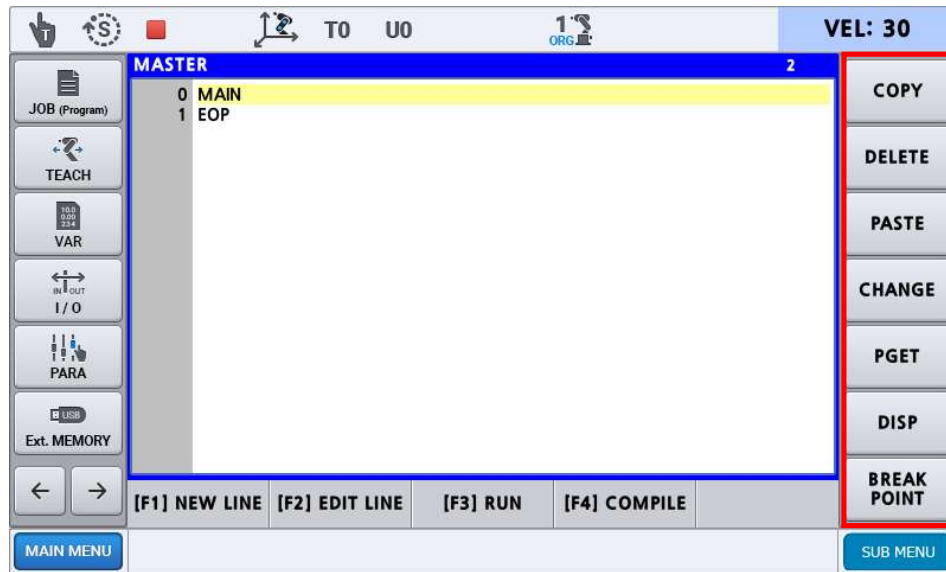 T
S
T0 U0
1
ORG
VEL: 30
JOB (Program)
TEACH
10.0
0.00
234
VAR
IN OUT
I / O
PARA
USB
Ext. MEMORY
← →
MAIN MENU
MASTER 2
0 MAIN
1 EOP
[F1] NEW LINE [F2] EDIT LINE [F3] RUN [F4] COMPILE
COPY
DELETE
PASTE
CHANGE
PGET
DISP
BREAK
POINT
SUB MENU